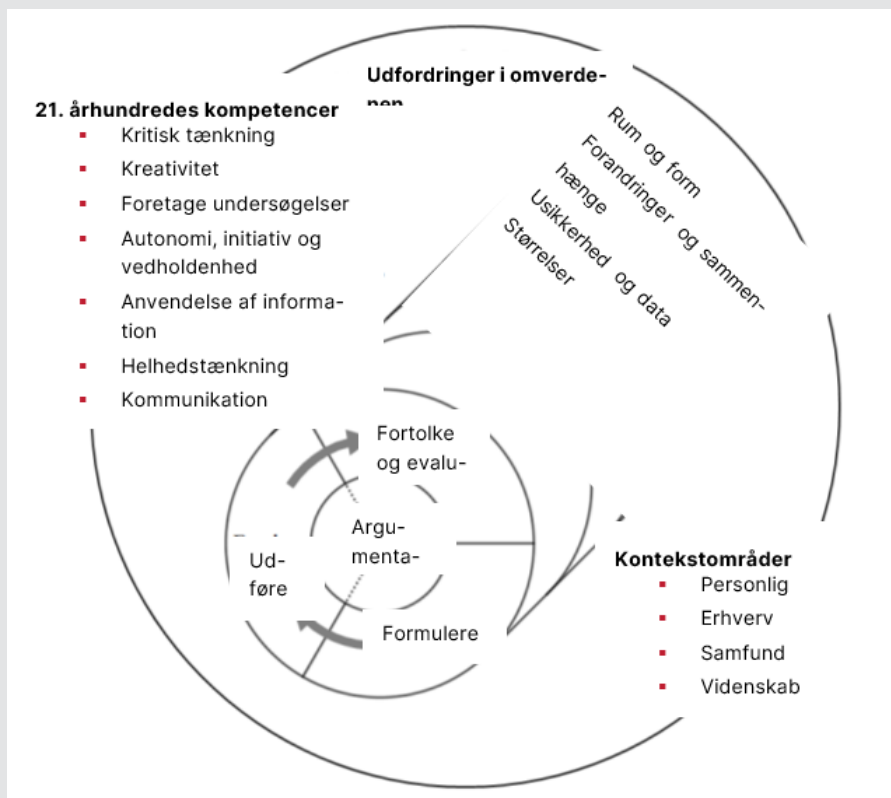 Udfordringer i omverde-
nen
21. århundredes kompetencer
Kritisk tænkning
Kreativitet
Foretage undersøgelser
Autonomi, initiativ og
vedholdenhed
Anvendelse af informa-
tion
Helhedstænkning
Kommunikation
Rum og form
Forandringer og sammen-
hænge
Usikkerhed og data
Størrelser
Fortolke
og evalu-
Argu-
menta-
Ud-
føre
Formulere
Kontekstområder
Personlig
Erhverv
Samfund
Videnskab